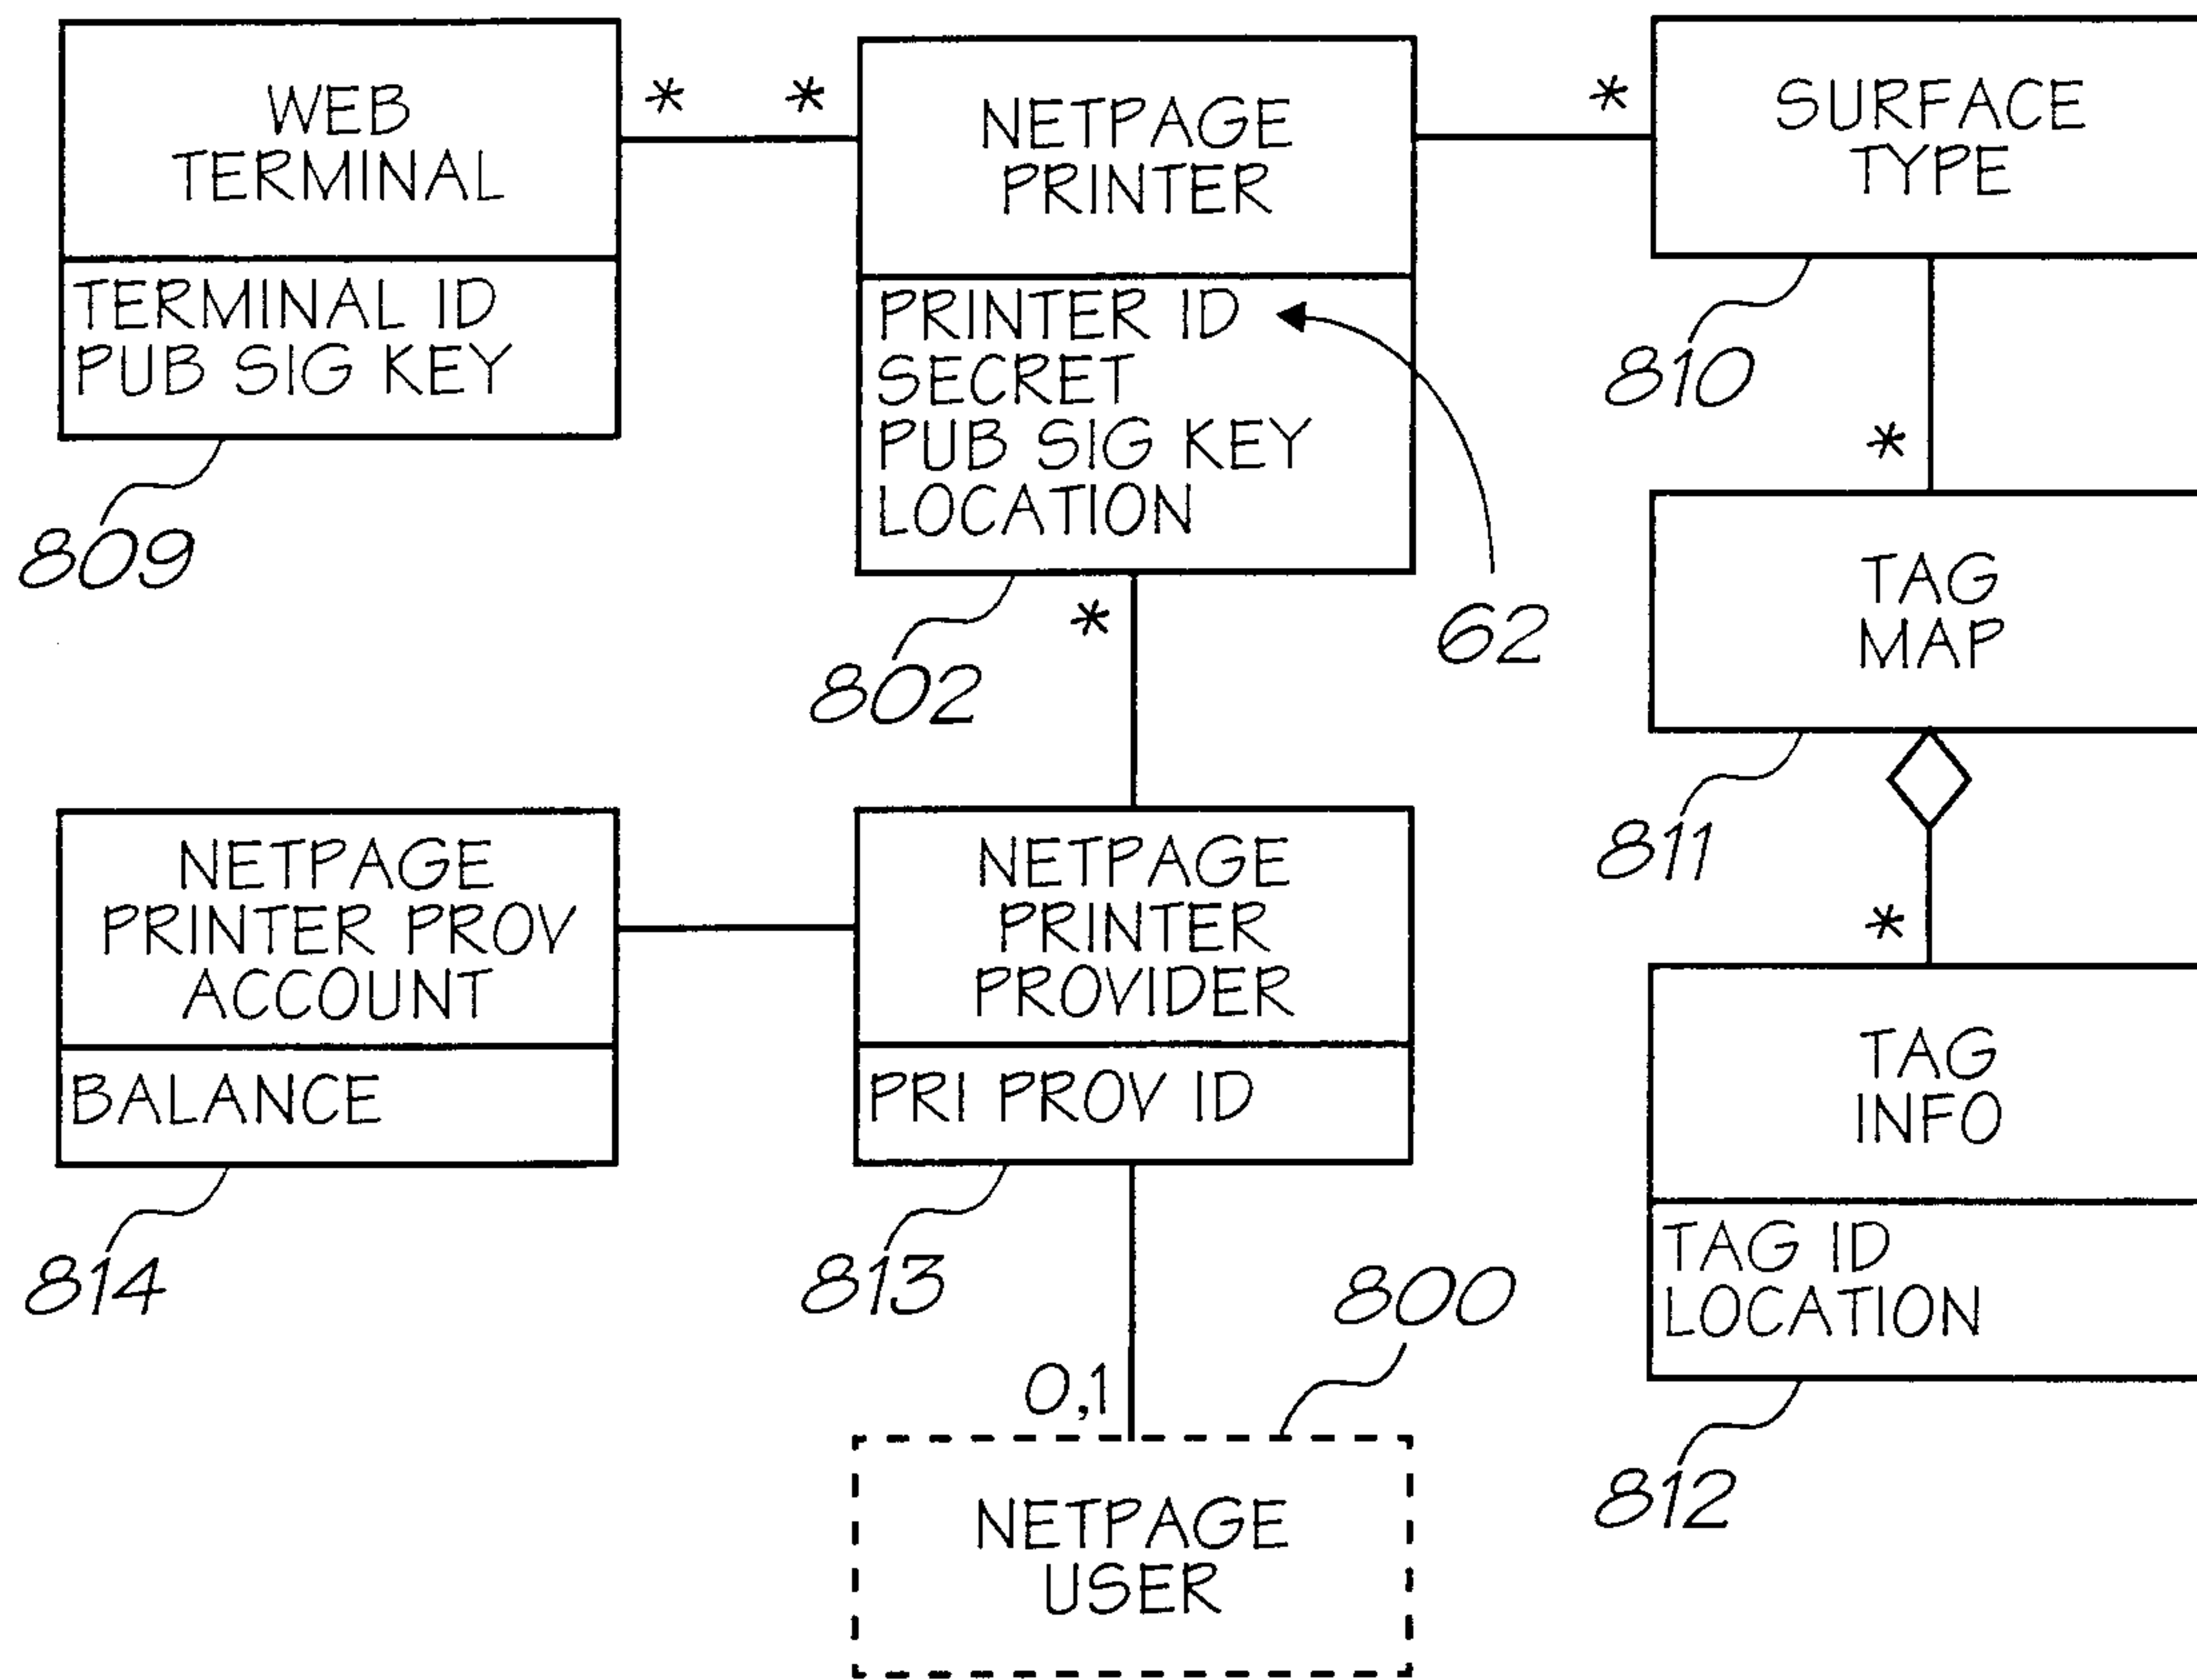 WEB
TERMINAL
TERMINAL ID
PUB SIG KEY
809
*
*
NETPAGE
PRINTER
PRINTER ID
SECRET
PUB SIG KEY
LOCATION
802
62
*
*
SURFACE
TYPE
810
*
TAG
MAP
811
*
TAG
INFO
TAG ID
LOCATION
812
NETPAGE
PRINTER PROV
ACCOUNT
BALANCE
814
NETPAGE
PRINTER
PROVIDER
PRI PROV ID
813
800
0,1
NETPAGE
USER